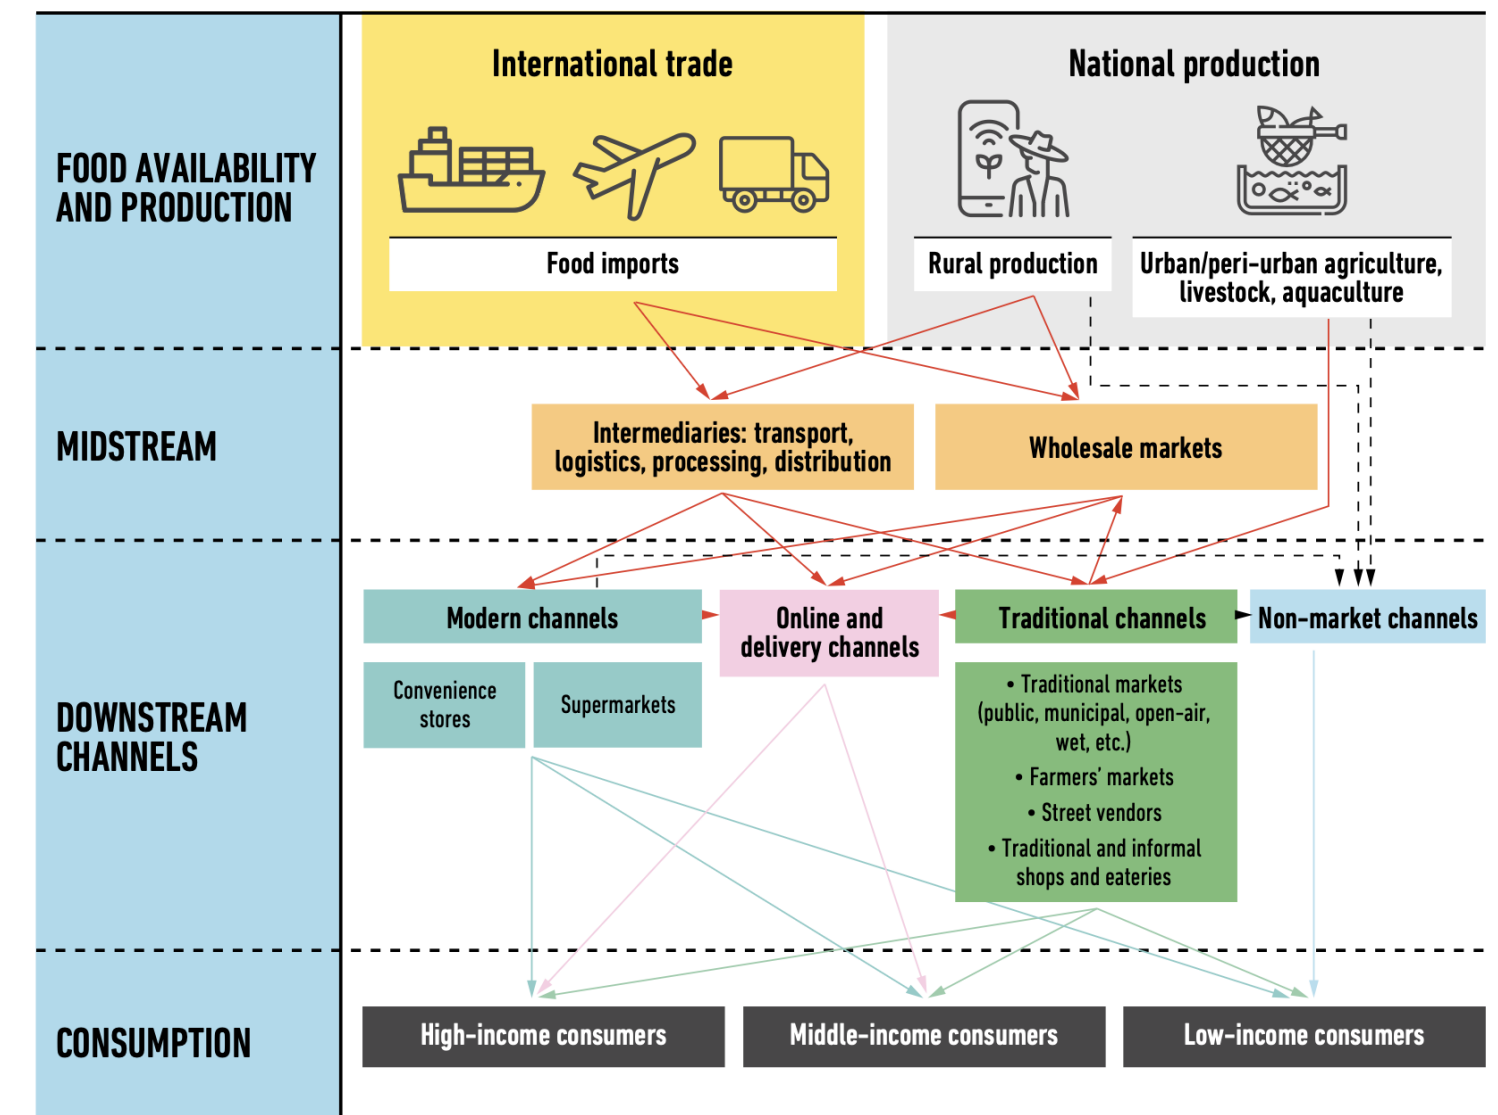 International trade
National production
FOOD AVAILABILITY
AND PRODUCTION
Food imports
Rural production
Urban/peri-urban agriculture,
livestock, aquaculture
MIDSTREAM
Intermediaries: transport,
logistics, processing, distribution
Wholesale markets
DOWNSTREAM
CHANNELS
Modern channels
Convenience
stores
Supermarkets
Online and
delivery channels
Traditional channels
• Traditional markets
(public, municipal, open-air,
wet, etc.)
• Farmers’ markets
• Street vendors
• Traditional and informal
shops and eateries
Non-market channels
CONSUMPTION
High-income consumers
Middle-income consumers
Low-income consumers